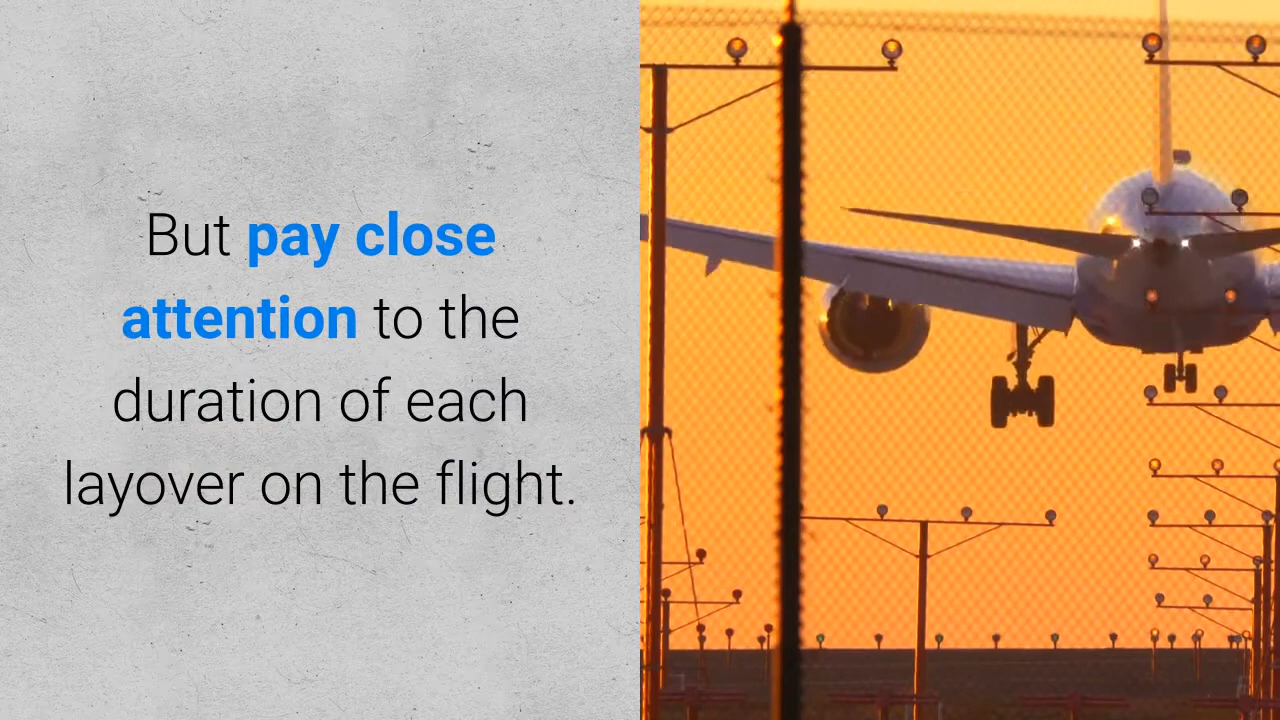 But pay close
attention to the
duration of each
layover on the flight.